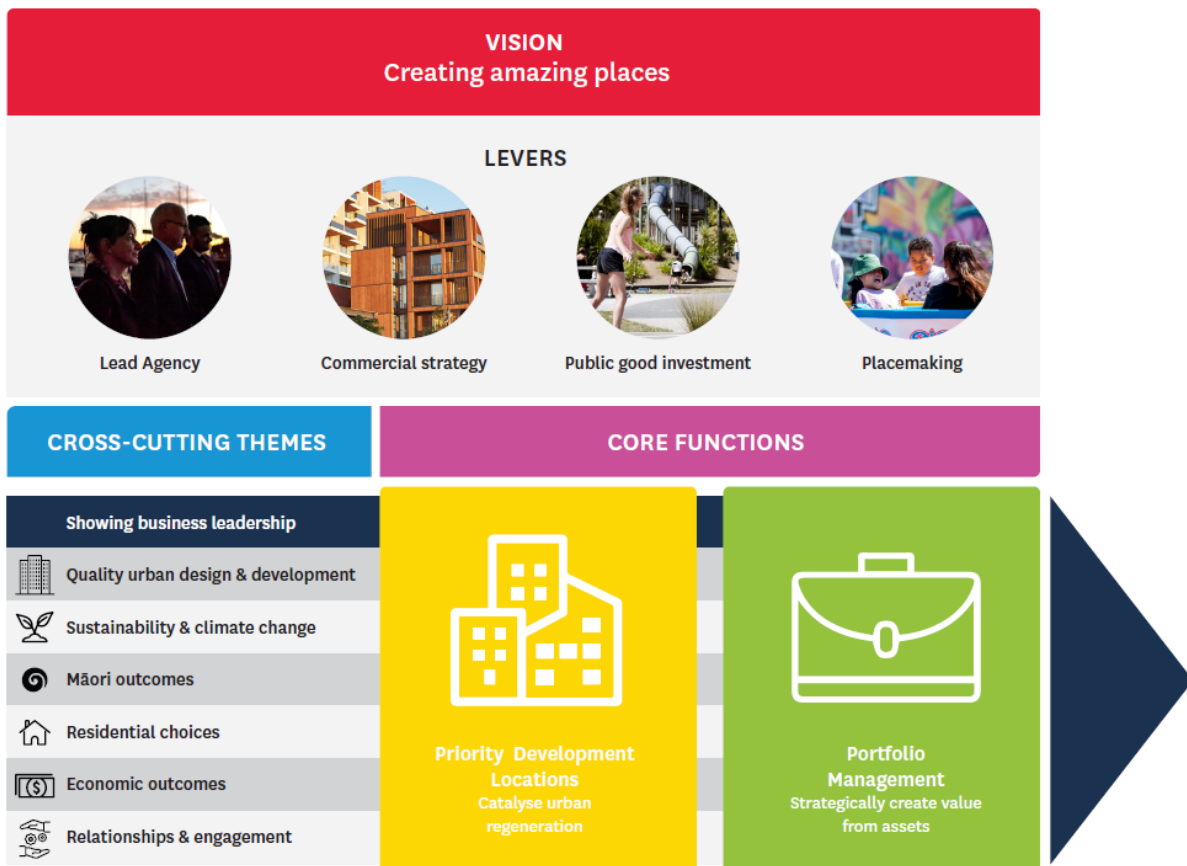 VISION
Creating amazing places
LEVERS
Lead Agency
Commercial strategy
Public good investment
Placemaking
CROSS-CUTTING THEMES
CORE FUNCTIONS
Showing business leadership
Quality urban design & development
Sustainability & climate change
Māori outcomes
Residential choices
($) Economic outcomes
Relationships & engagement
Priority Development
Locations
Catalyse urban
regeneration
Portfolio
Management
Strategically create value
from assets